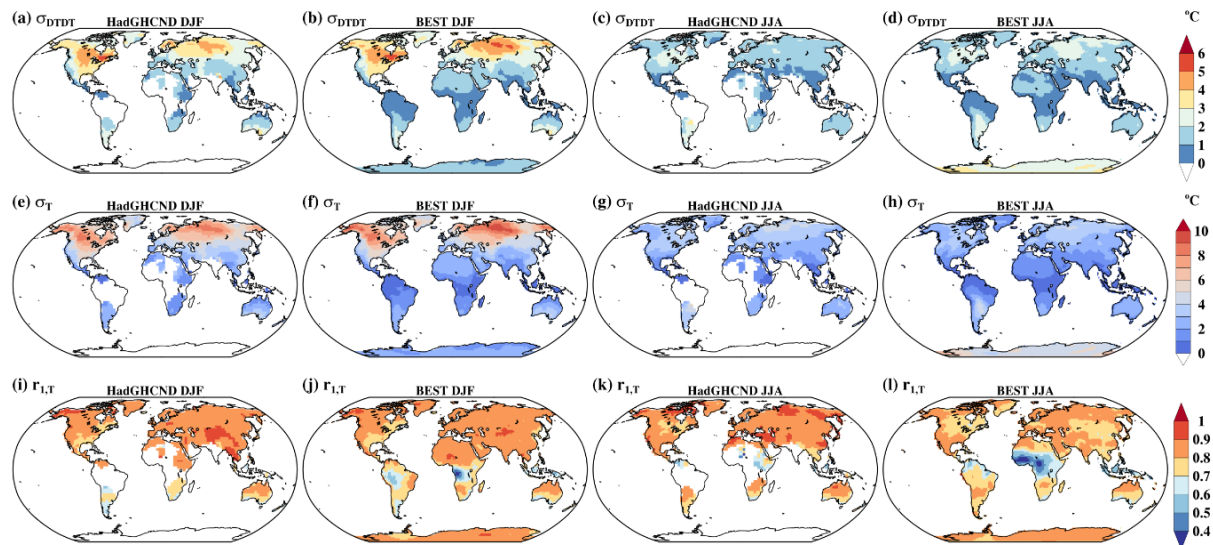 (a) σDTDT HadGHCND DJF
(b) σDTDT BEST DJF
(c) σDTDT HadGHCND JJA
(d) σDTDT BEST JJA
ºC
6
5
4
3
2
1
0
(e) σT HadGHCND DJF
(f) σT BEST DJF
(g) σT HadGHCND JJA
(h) σT BEST JJA
ºC
10
8
6
4
2
0
(i) r1,T HadGHCND DJF
(j) r1,T BEST DJF
(k) r1,T HadGHCND JJA
(l) r1,T BEST JJA
1
0.9
0.8
0.7
0.6
0.5
0.4